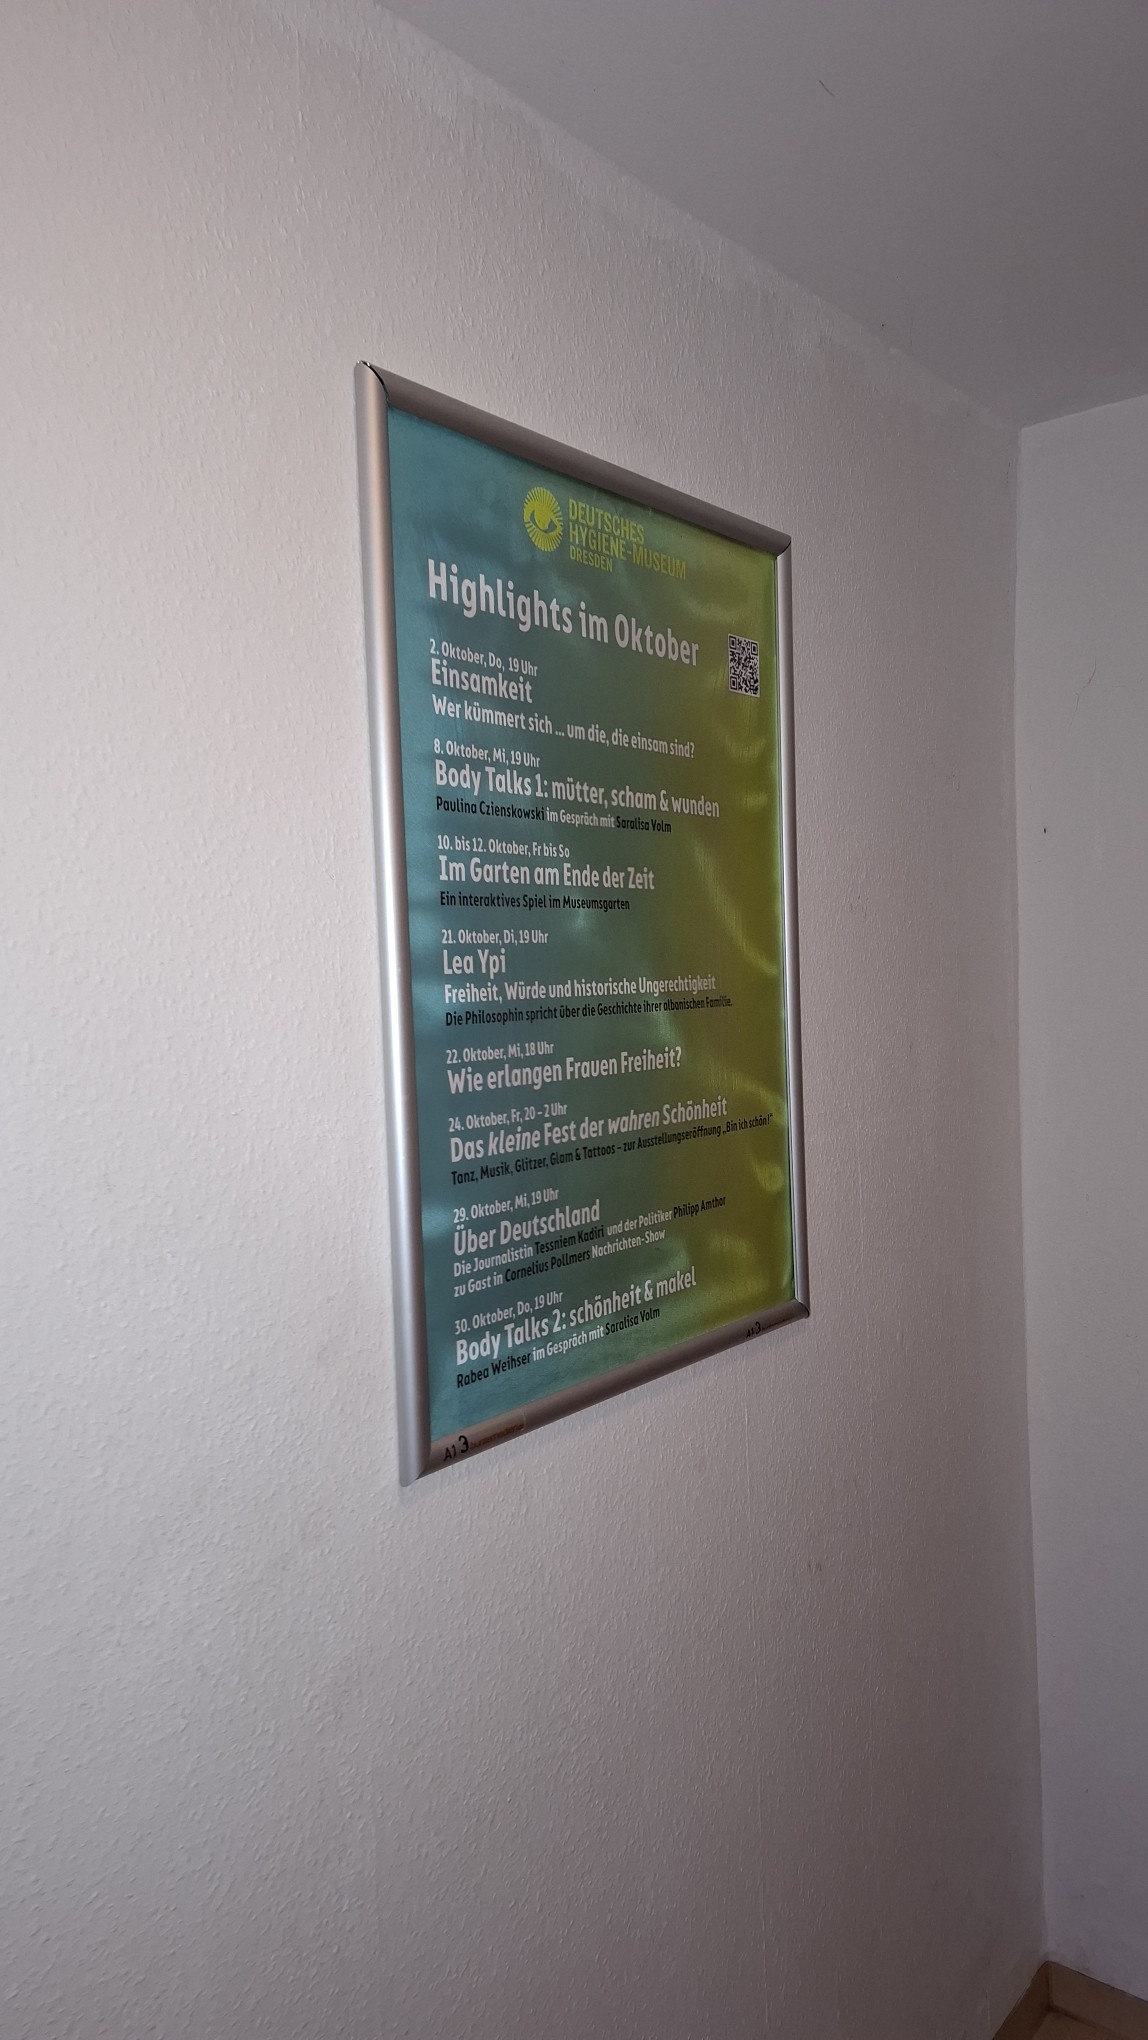 DEUTSCHES
HYGIENE-MUSEUM
DRESDEN
Highlights im Oktober
2. Oktober, Do, 19 Uhr
Einsamkeit
Wer kümmert sich ... um die, die einsam sind?
8. Oktober, Mi, 19 Uhr
Body Talks 1: mütter, scham & wunden
Paulina Czienskowski im Gespräch mit Saralisa Volm
10. bis 12. Oktober, Fr bis So
Im Garten am Ende der Zeit
Ein interaktives Spiel im Museumsgarten
21. Oktober, Di, 19 Uhr
Lea Ypi
Freiheit, Würde und historische Ungerechtigkeit
Die Philosophin spricht über die Geschichte ihrer albanischen Familie.
22. Oktober, Mi, 18 Uhr
Wie erlangen Frauen Freiheit?
24. Oktober, Fr, 20 – 2 Uhr
Das kleine Fest der wahren Schönheit
Tanz, Musik, Glitzer, Glam & Tattoos – zur Ausstellungseröffnung „Bin ich schön?"
29. Oktober, Mi, 19 Uhr
Über Deutschland
Die Journalistin Tessniem Kadiri und der Politiker Philipp Amthor
zu Gast in Cornelius Pollmers Nachrichten-Show
30. Oktober, Do, 19 Uhr
Body Talks 2: schönheit & makel
Rabea Weihser im Gespräch mit Saralisa Volm
A1 3
A1 3